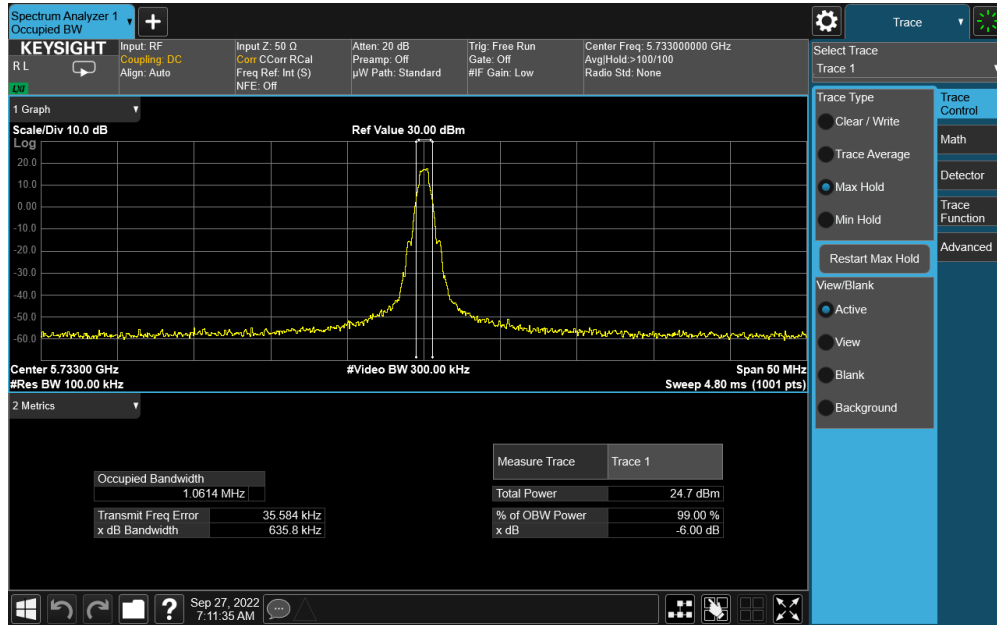 Spectrum Analyzer 1
Occupied BW
Trace
KEYSIGHT
R L
LXI
Input: RF
Coupling: DC
Align: Auto
Input Z: 50 Ω
Corr CCorr RCal
Freq Ref: Int (S)
NFE: Off
Atten: 20 dB
Preamp: Off
µW Path: Standard
Trig: Free Run
Gate: Off
#IF Gain: Low
Center Freq: 5.733000000 GHz
Avg|Hold:>100/100
Radio Std: None
Select Trace
Trace 1
1 Graph
Scale/Div 10.0 dB
Ref Value 30.00 dBm
Log
20.0
10.0
0.00
-10.0
-20.0
-30.0
-40.0
-50.0
-60.0
Center 5.73300 GHz
#Video BW 300.00 kHz
Span 50 MHz
#Res BW 100.00 kHz
Sweep 4.80 ms (1001 pts)
Trace Type
Clear / Write
Trace Average
Max Hold
Min Hold
Restart Max Hold
View/Blank
Active
View
Blank
Background
Trace
Control
Math
Detector
Trace
Function
Advanced
2 Metrics
Measure Trace Trace 1
Occupied Bandwidth
1.0614 MHz
Total Power 24.7 dBm
Transmit Freq Error 35.584 kHz
% of OBW Power 99.00 %
x dB Bandwidth 635.8 kHz
x dB -6.00 dB
Sep 27, 2022
7:11:35 AM